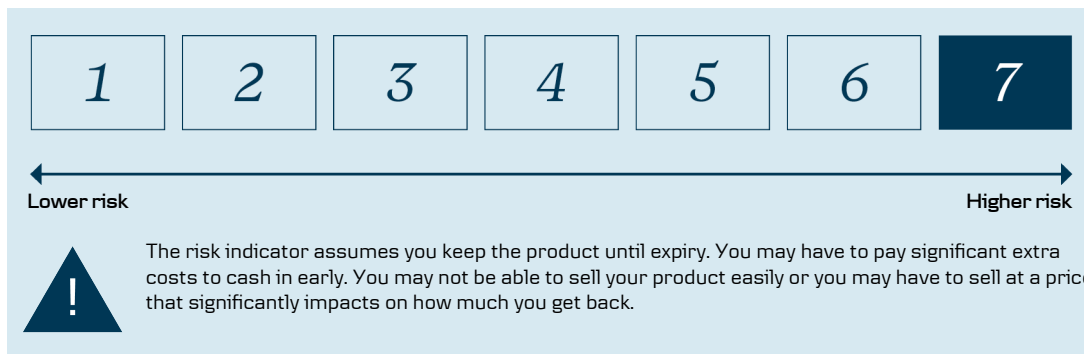 1 2 3 4 5 6 7
Lower risk Higher risk
The risk indicator assumes you keep the product until expiry. You may have to pay significant extra
costs to cash in early. You may not be able to sell your product easily or you may have to sell at a price
!
that significantly impacts on how much you get back.